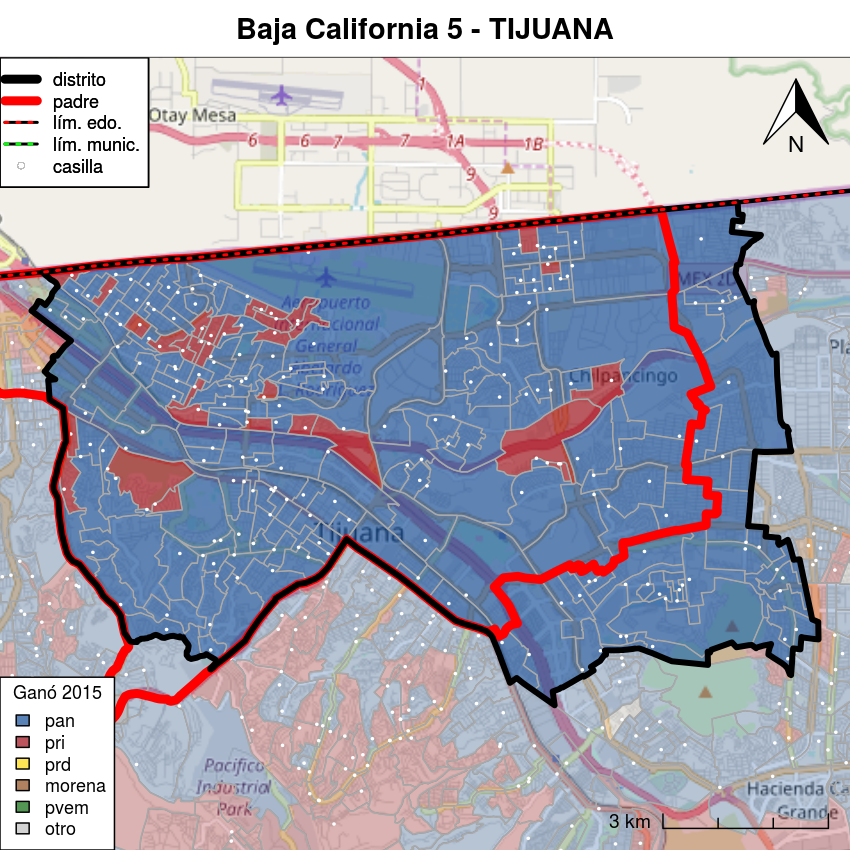 Baja California 5 - TIJUANA
distrito
padre
lím. edo.
lím. munic.
casilla
Otay Mesa
1
6
6
7
7
1A
1B
9
9
N
MEX 2D
Aeropuerto
Internacional
General
Abelardo
L. Rodríguez
Chilpancingo
Tijuana
Pacifico
Industrial
Park
Hacienda Ca
Grande
3 km
Ganó 2015
pan
pri
prd
morena
pvem
otro